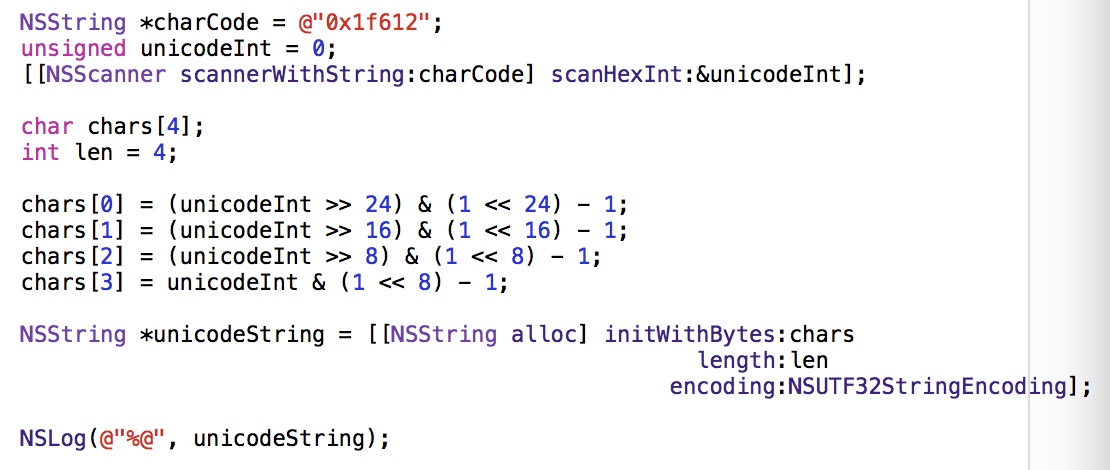 NSString *charCode = @"0x1f612";
unsigned unicodeInt = 0;
[[NSScanner scannerWithString:charCode] scanHexInt:&unicodeInt];
char chars[4];
int len = 4;
chars[0] = (unicodeInt >> 24) & (1 << 24) - 1;
chars[1] = (unicodeInt >> 16) & (1 << 16) - 1;
chars[2] = (unicodeInt >> 8) & (1 << 8) - 1;
chars[3] = unicodeInt & (1 << 8) - 1;
NSString *unicodeString = [[NSString alloc] initWithBytes:chars
length:len
encoding:NSUTF32StringEncoding];
NSLog(@"%@", unicodeString);